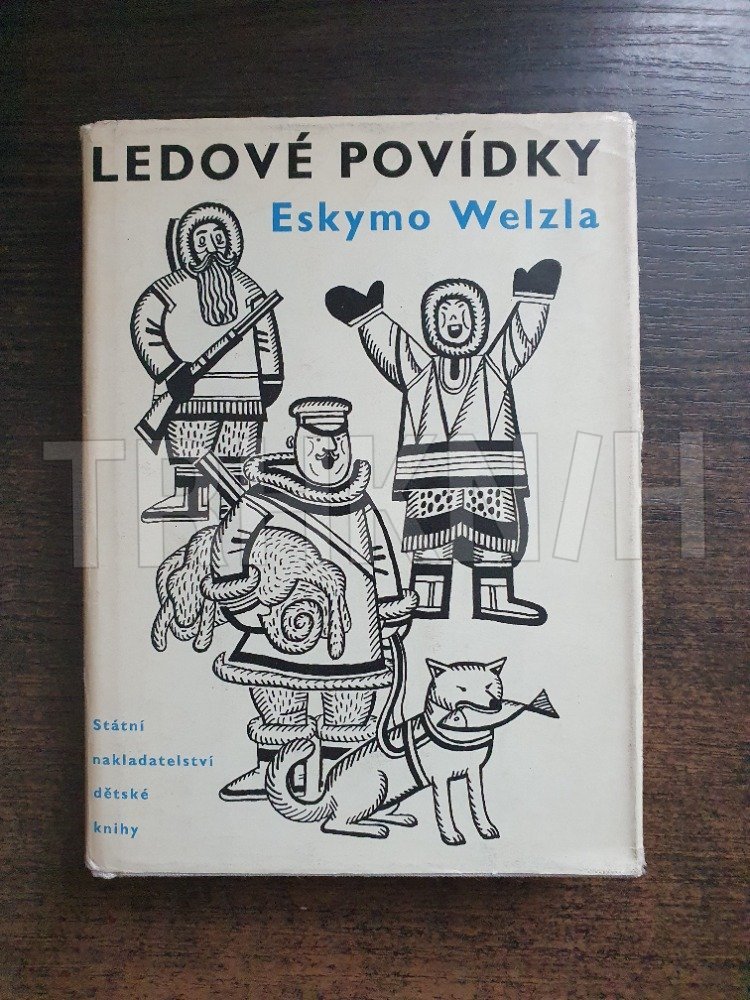 LEDOVÉ POVÍDKY
Eskymo Welzla
Státní
nakladatelství
dětské
knihy